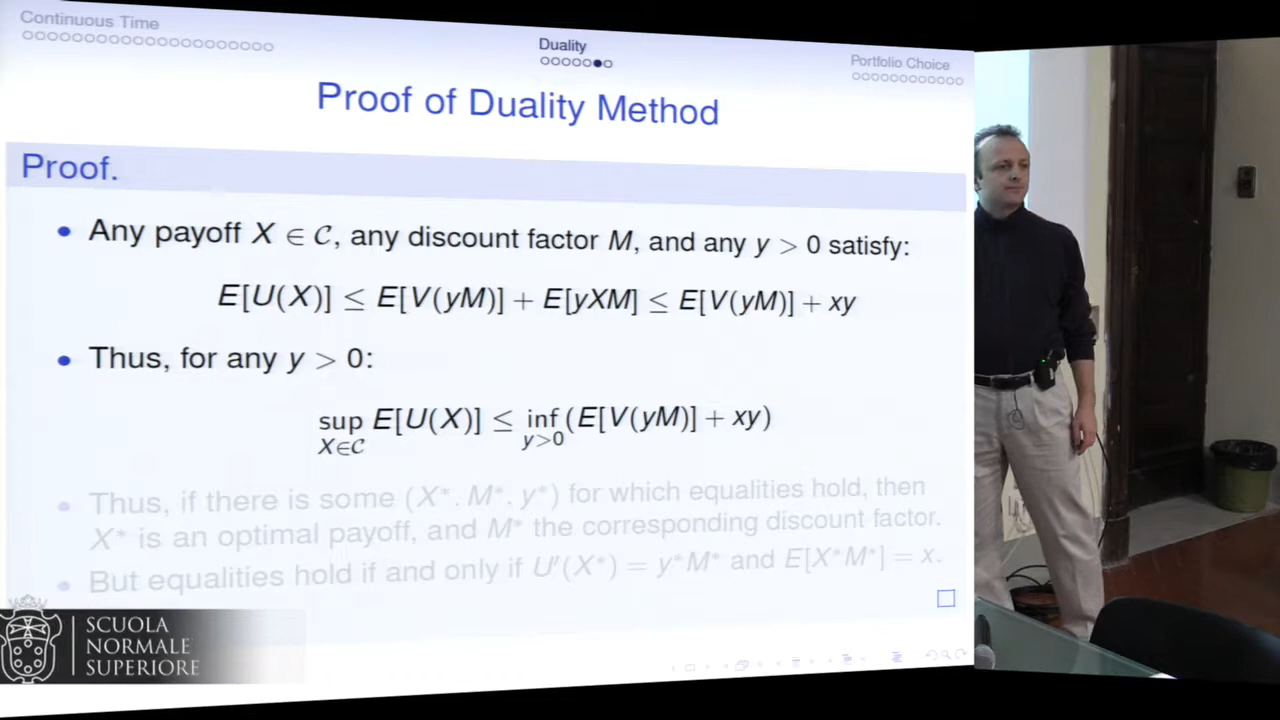 Continuous Time
Duality
Portfolio Choice
Proof of Duality Method
Proof.
• Any payoff X ∈ C, any discount factor M, and any y > 0 satisfy:
E[U(X)] ≤ E[V(yM)] + E[yXM] ≤ E[V(yM)] + xy
• Thus, for any y > 0:
sup E[U(X)] ≤ inf (E[V(yM)] + xy)
X∈C y>0
• Thus, if there is some (X*, M*, y*) for which equalities hold, then
X* is an optimal payoff, and M* the corresponding discount factor.
• But equalities hold if and only if U′(X*) = y*M* and E[X*M*] = x.
SCUOLA
NORMALE
SUPERIORE